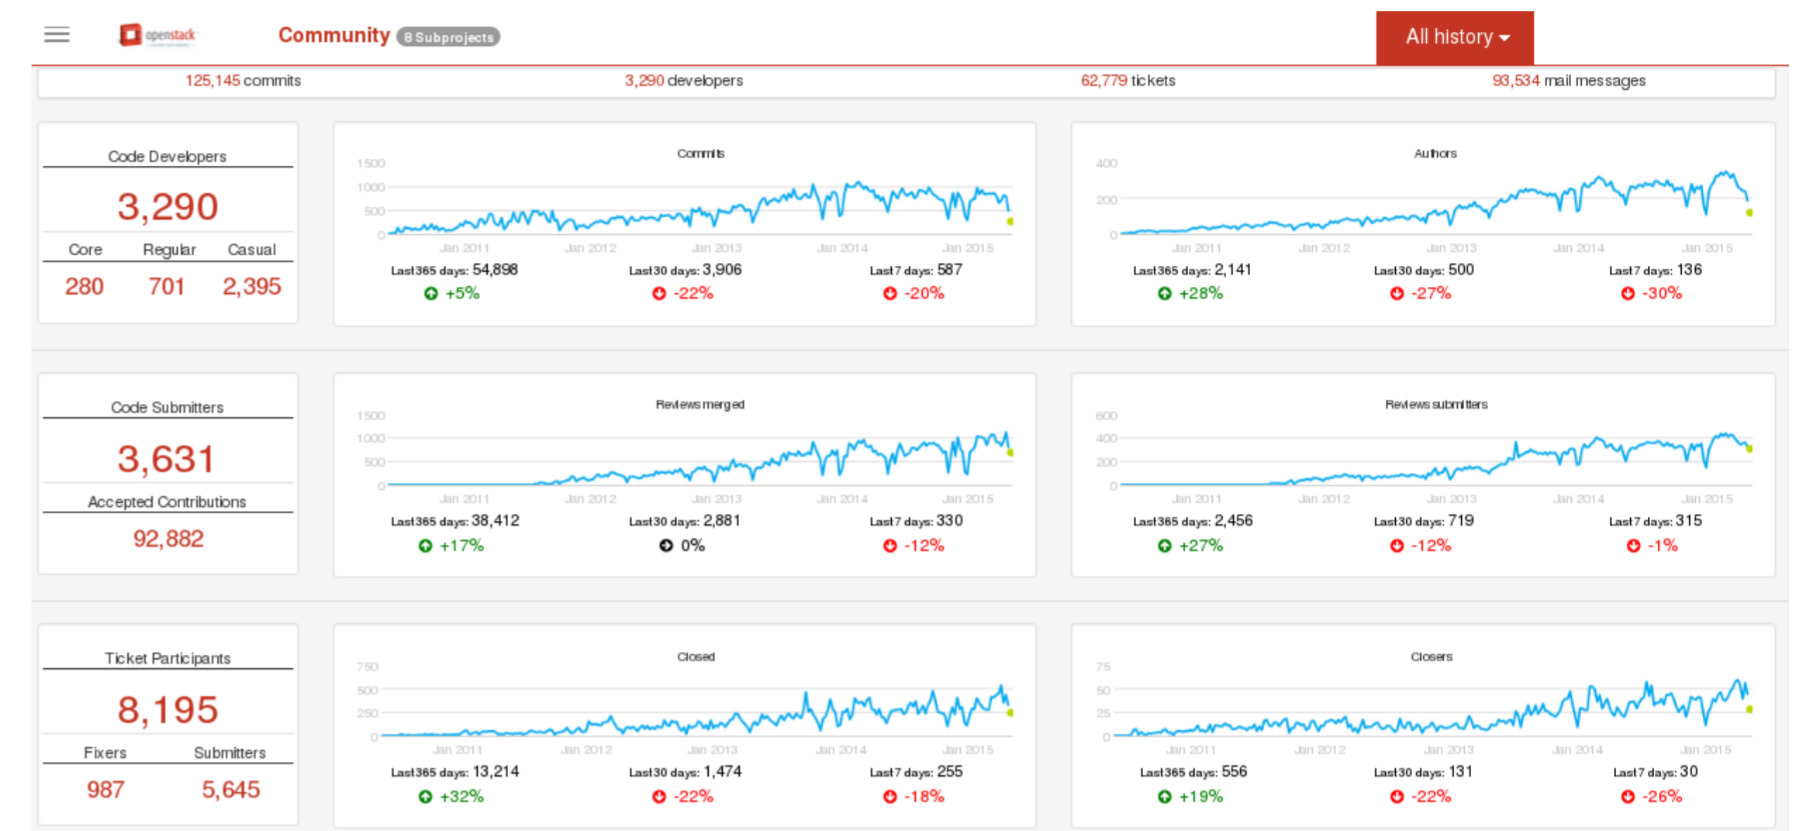 openstack
Community 8 Subprojects
All history
125,145 commits 3,290 developers 62,779 tickets 93,534 mail messages
Code Developers
3,290
Core Regular Casual
280 701 2,395
Commits
1500
1000
500
0
Jan 2011 Jan 2012 Jan 2013 Jan 2014 Jan 2015
Last 365 days: 54,898 Last 30 days: 3,906 Last 7 days: 587
+5% -22% -20%
Authors
400
200
0
Jan 2011 Jan 2012 Jan 2013 Jan 2014 Jan 2015
Last 365 days: 2,141 Last 30 days: 500 Last 7 days: 136
+28% -27% -30%
Code Submitters
3,631
Accepted Contributions
92,882
Reviews merged
1500
1000
500
0
Jan 2011 Jan 2012 Jan 2013 Jan 2014 Jan 2015
Last 365 days: 38,412 Last 30 days: 2,881 Last 7 days: 330
+17% 0% -12%
Reviews submitters
600
400
200
0
Jan 2011 Jan 2012 Jan 2013 Jan 2014 Jan 2015
Last 365 days: 2,456 Last 30 days: 719 Last 7 days: 315
+27% -12% -1%
Ticket Participants
8,195
Fixers Submitters
987 5,645
Closed
750
500
250
0
Jan 2011 Jan 2012 Jan 2013 Jan 2014 Jan 2015
Last 365 days: 13,214 Last 30 days: 1,474 Last 7 days: 255
+32% -22% -18%
Closers
75
50
25
0
Jan 2011 Jan 2012 Jan 2013 Jan 2014 Jan 2015
Last 365 days: 556 Last 30 days: 131 Last 7 days: 30
+19% -22% -26%